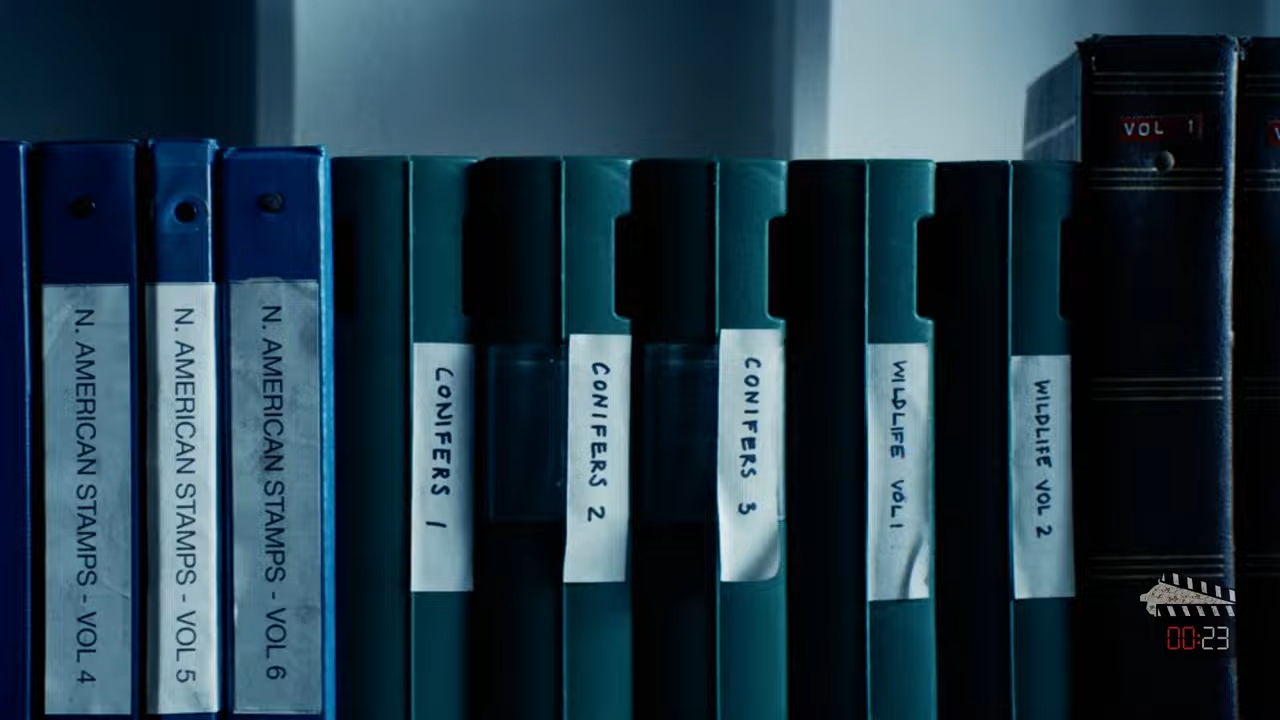 N. AMERICAN STAMPS - VOL 4
N. AMERICAN STAMPS - VOL 5
N. AMERICAN STAMPS - VOL 6
CONIFERS 1
CONIFERS 2
CONIFERS 3
WILDLIFE VOL 1
WILDLIFE VOL 2
VOL 1
00:23